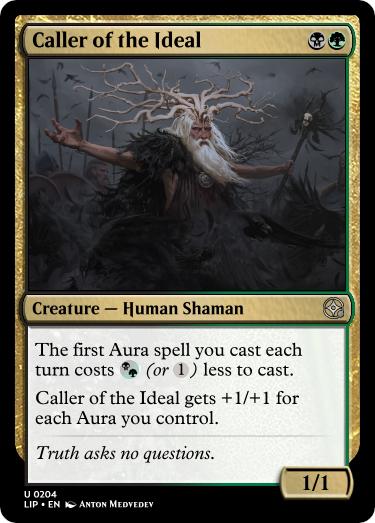 Caller of the Ideal
Creature — Human Shaman
The first Aura spell you cast each
turn costs (or 1) less to cast.
Caller of the Ideal gets +1/+1 for
each Aura you control.
Truth asks no questions.
1/1
U 0204
LIP • EN Anton Medvedev